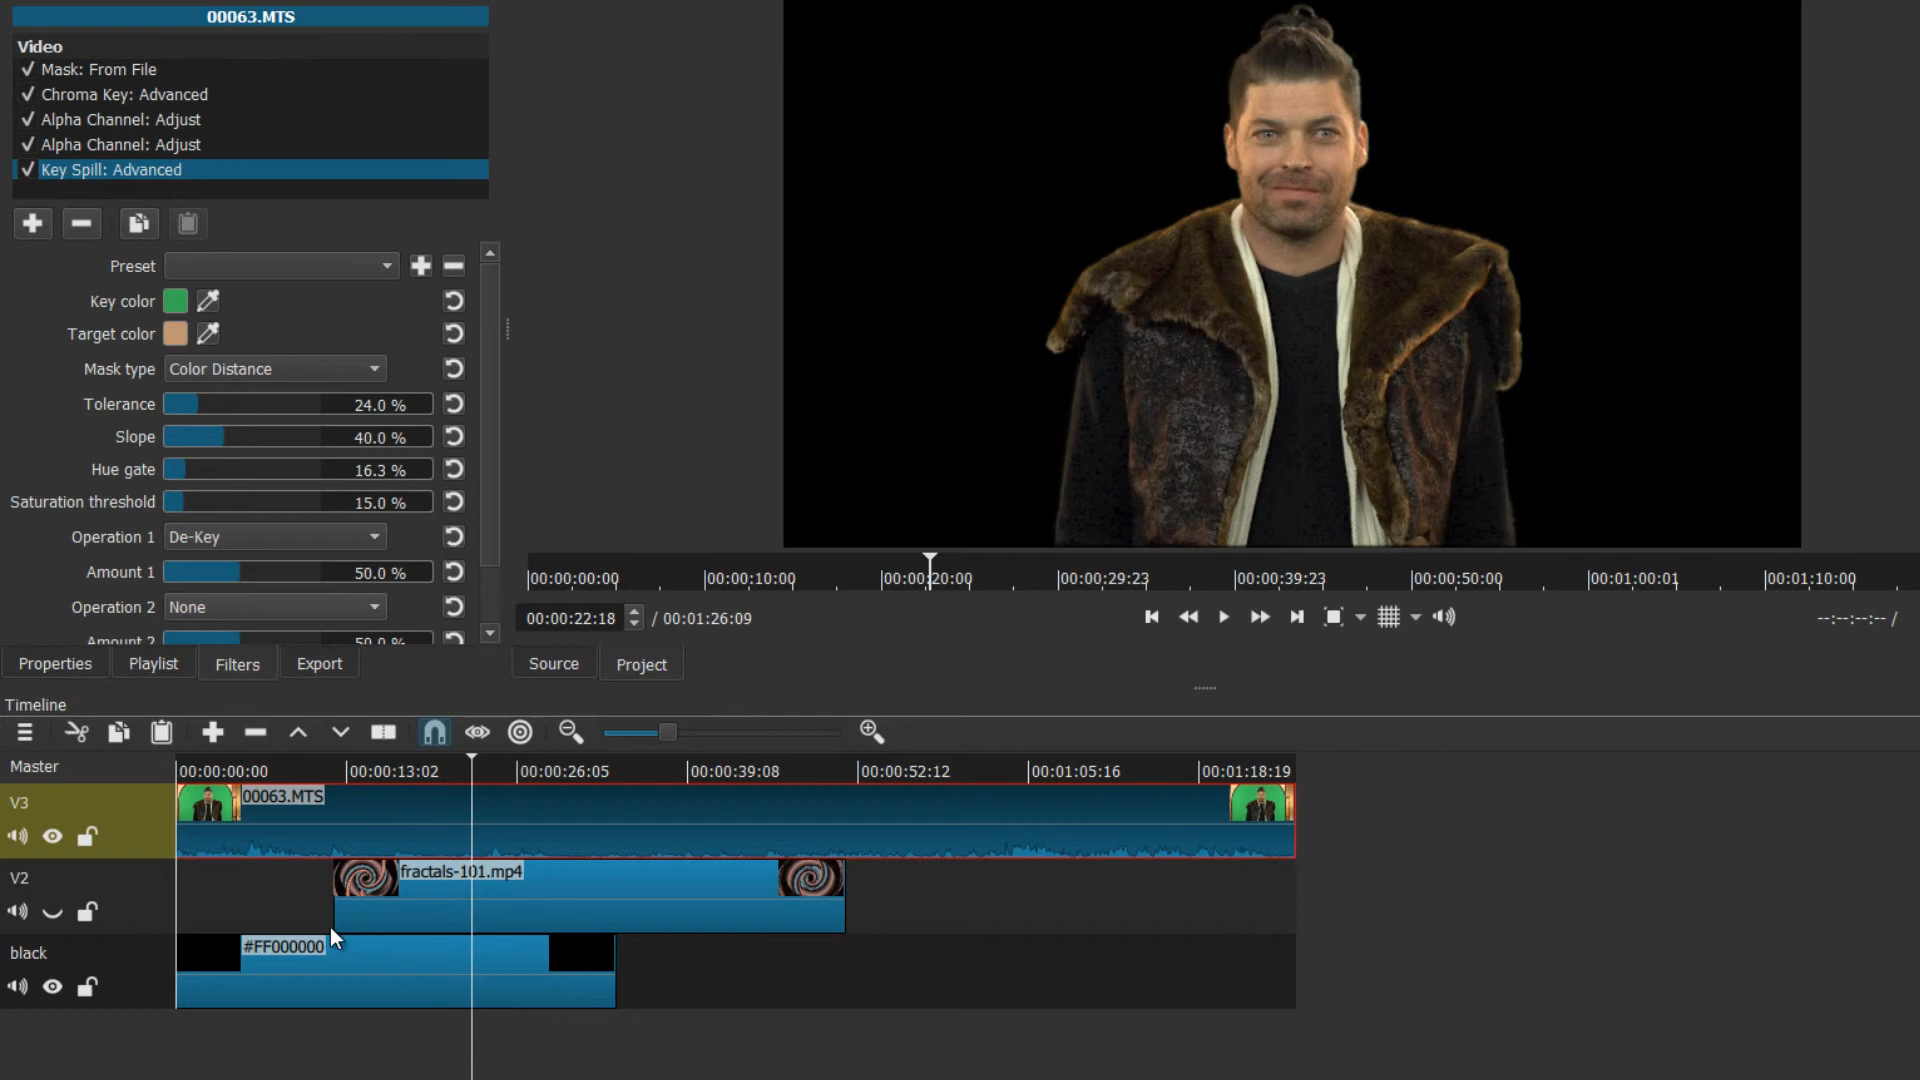 00063.MTS
Video
Mask: From File
Chroma Key: Advanced
Alpha Channel: Adjust
Alpha Channel: Adjust
Key Spill: Advanced
Preset
Key color
Target color
Mask type Color Distance
Tolerance 24.0 %
Slope 40.0 %
Hue gate 16.3 %
Saturation threshold 15.0 %
Operation 1 De-Key
Amount 1 50.0 %
Operation 2 None
Amount 2 50.0 %
Properties Playlist Filters Export
00:00:00:00 00:00:10:00 00:00:20:00 00:00:29:23 00:00:39:23 00:00:50:00 00:01:00:01 00:01:10:00
00:00:22:18 / 00:01:26:09 --:--:--:-- /
Source Project
Timeline
Master 00:00:00:00 00:00:13:02 00:00:26:05 00:00:39:08 00:00:52:12 00:01:05:16 00:01:18:19
V3 00063.MTS
V2 fractals-101.mp4
black #FF000000